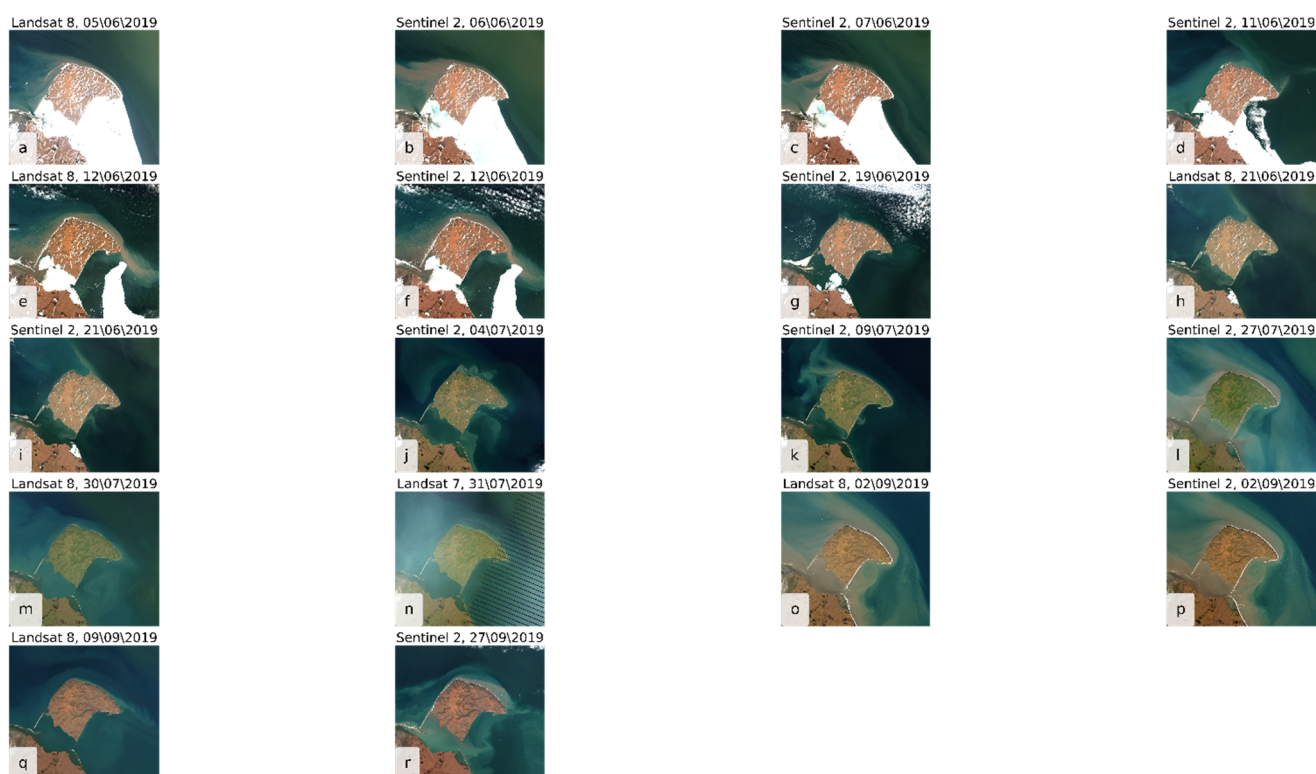 Landsat 8, 05\06\2019
Sentinel 2, 06\06\2019
Sentinel 2, 07\06\2019
Sentinel 2, 11\06\2019
a
b
c
d
Landsat 8, 12\06\2019
Sentinel 2, 12\06\2019
Sentinel 2, 19\06\2019
Landsat 8, 21\06\2019
e
f
g
h
Sentinel 2, 21\06\2019
Sentinel 2, 04\07\2019
Sentinel 2, 09\07\2019
Sentinel 2, 27\07\2019
i
j
k
l
Landsat 8, 30\07\2019
Landsat 7, 31\07\2019
Landsat 8, 02\09\2019
Sentinel 2, 02\09\2019
m
n
o
p
Landsat 8, 09\09\2019
Sentinel 2, 27\09\2019
q
r